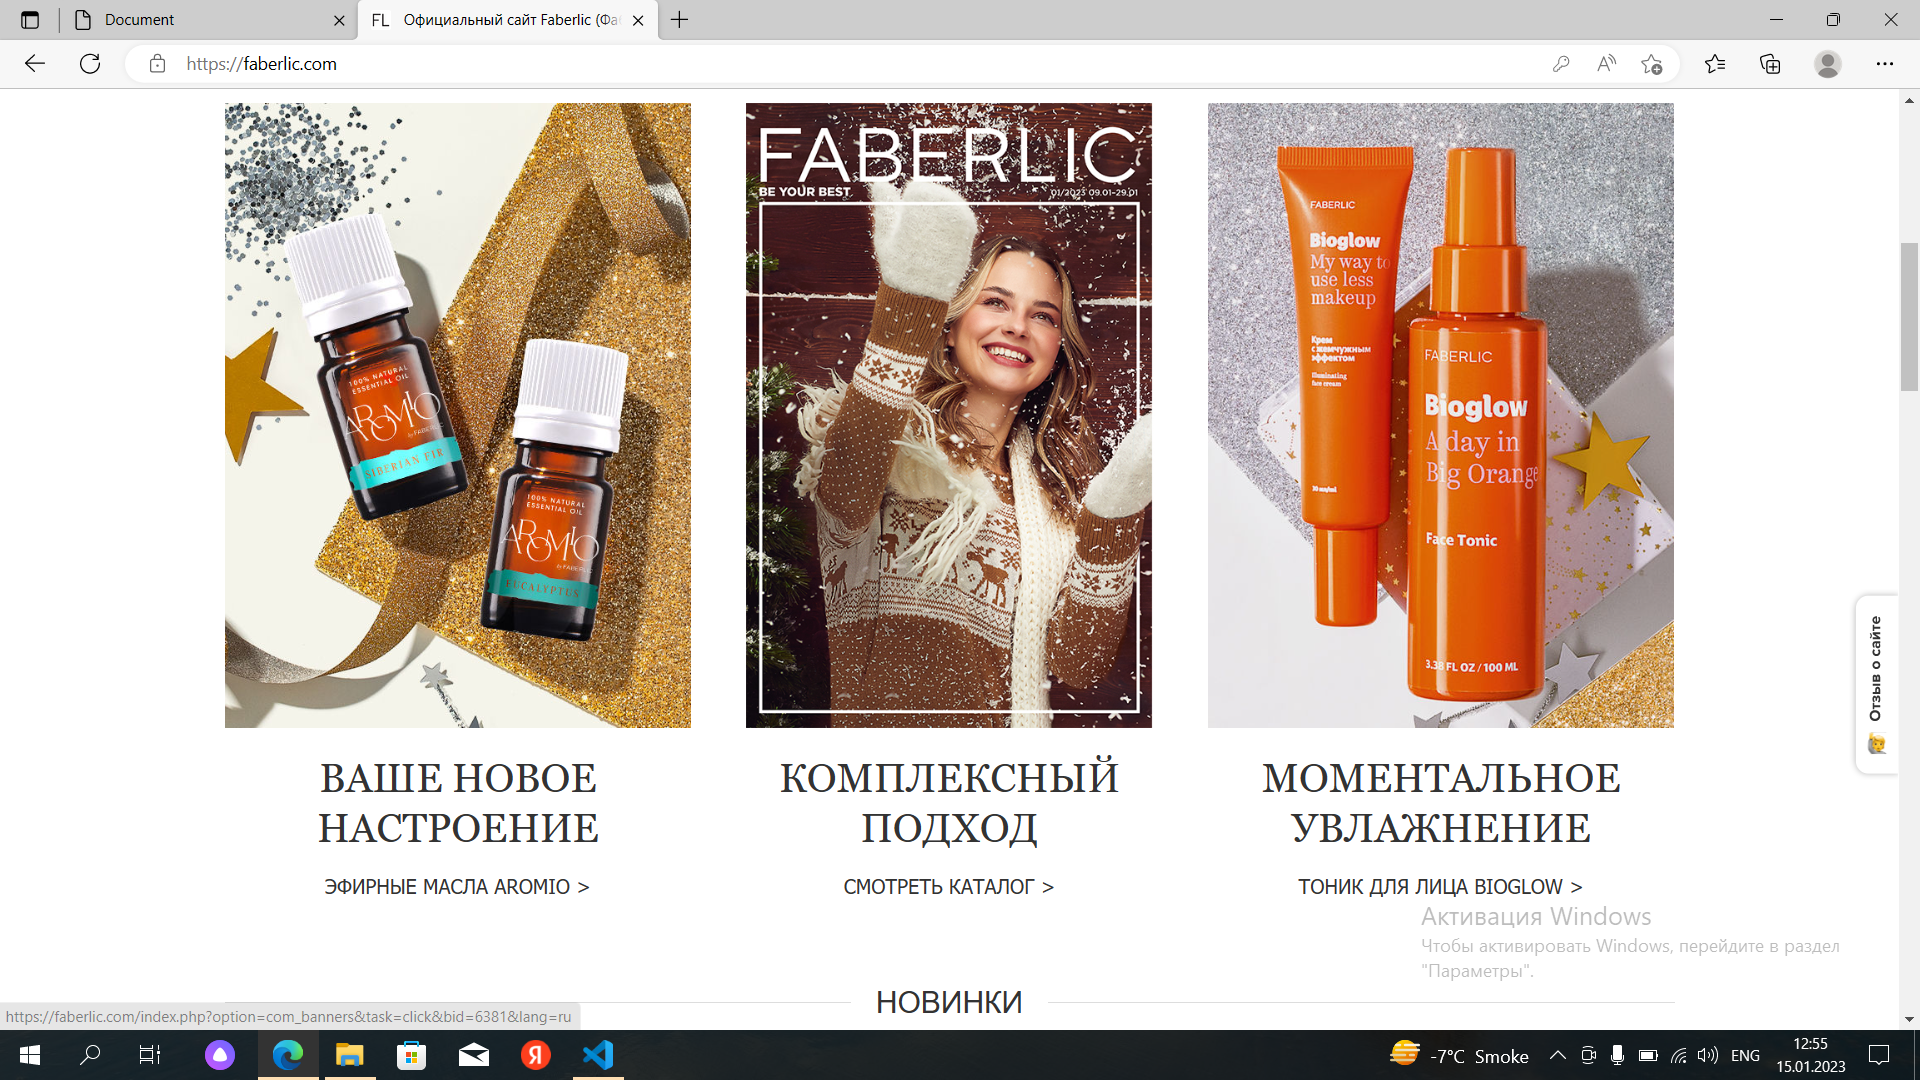 Document
Официальный сайт Faberlic (Фа
https://faberlic.com
FABERLIC
BE YOUR BEST
01/2023 09.01-29.01
100% NATURAL
ESSENTIAL OIL
AROMIO
by FABERLIC
SIBERIAN FIR
100% NATURAL
ESSENTIAL OIL
AROMIO
by FABERLIC
EUCALYPTUS
FABERLIC
Bioglow
My way to
use less
makeup
Крем
с жемчужным
эффектом
Illuminating
face cream
30 мл/ml
FABERLIC
Bioglow
A day in
Big Orange
Face Tonic
3.38 FL OZ / 100 ML
Отзыв о сайте
ВАШЕ НОВОЕ
НАСТРОЕНИЕ
ЭФИРНЫЕ МАСЛА AROMIO >
КОМПЛЕКСНЫЙ
ПОДХОД
СМОТРЕТЬ КАТАЛОГ >
МОМЕНТАЛЬНОЕ
УВЛАЖНЕНИЕ
ТОНИК ДЛЯ ЛИЦА BIOGLOW >
Активация Windows
Чтобы активировать Windows, перейдите в раздел
"Параметры".
НОВИНКИ
https://faberlic.com/index.php?option=com_banners&task=click&bid=6381&lang=ru
-7°C Smoke
ENG
12:55
15.01.2023